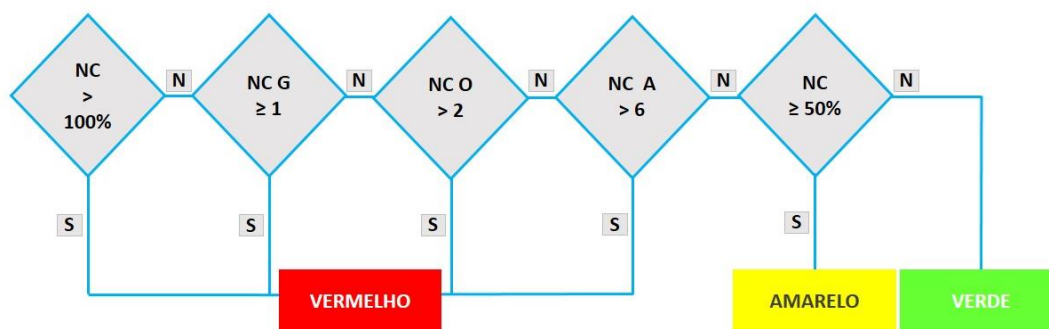 NC
>
100%
N
NC G
≥ 1
N
NC O
> 2
N
NC A
> 6
N
NC
≥ 50%
N
S
S
S
S
S
VERMELHO
AMARELO
VERDE